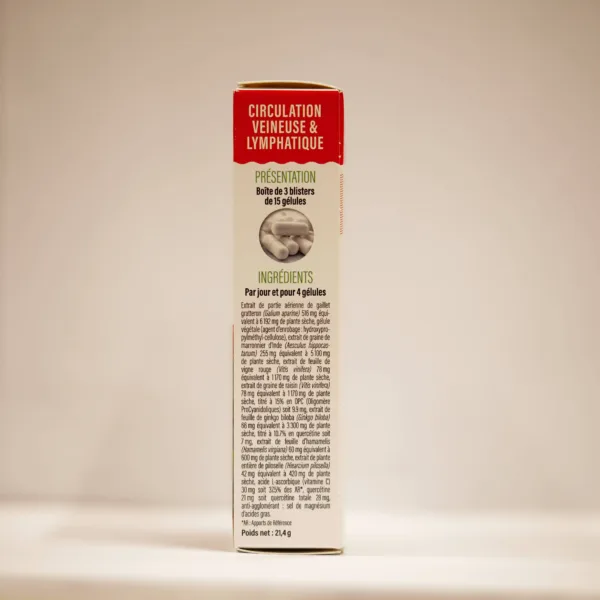 CIRCULATION
VEINEUSE &
LYMPHATIQUE
PRÉSENTATION
Boîte de 3 blisters
de 15 gélules
INGRÉDIENTS
Par jour et pour 4 gélules
Extrait de partie aérienne de gaillet
gratteron (Galium aparine) 516 mg équi-
valent à 6 192 mg de plante sèche, gélule
végétale (agent d'enrobage : hydroxypro-
pylméthyl-cellulose), extrait de graine de
marronnier d'Inde (Aesculus hippocas-
tanum) 255 mg équivalent à 5 100 mg
de plante sèche, extrait de feuille de
vigne rouge (Vitis vinifera) 78 mg
équivalent à 1 170 mg de plante sèche,
extrait de graine de raisin (Vitis vinifera)
78 mg équivalent à 1 170 mg de plante
sèche, titré à 15% en OPC (Oligomère
ProCyanidoliques) soit 9,9 mg, extrait de
feuille de ginkgo biloba (Ginkgo biloba)
66 mg équivalent à 3 300 mg de plante
sèche, titré à 10,7% en quercétine soit
7 mg, extrait de feuille d'hamamélis
(Hamamelis virgiana) 60 mg équivalent à
600 mg de plante sèche, extrait de plante
entière de piloselle (Hieracium pilosella)
42 mg équivalent à 420 mg de plante
sèche, acide l ascorbique (vitamine C)
30 mg soit 37,5% des AR*, quercétine
21 mg soit quercétine totale 28 mg,
anti-agglomérant : sel de magnésium
d'acides gras.
*AR : Apports de Référence
Poids net : 21,4 g